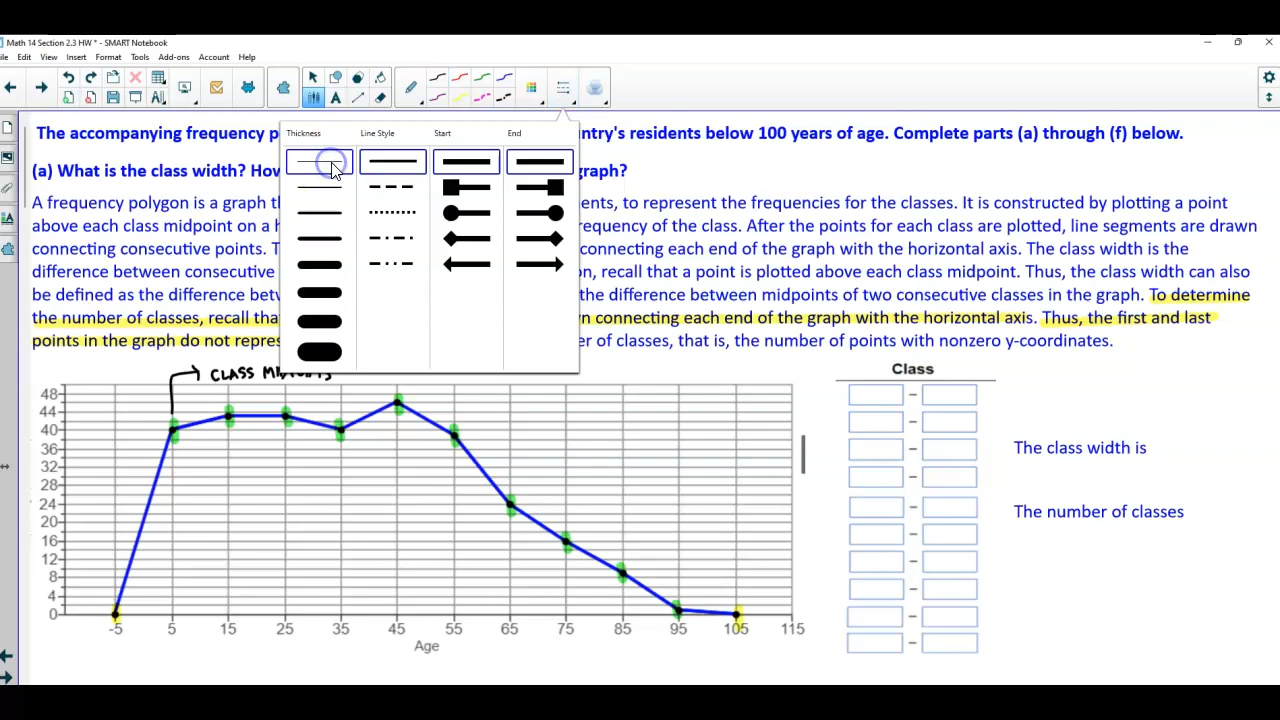 Math 14 Section 2.3 HW * - SMART Notebook
Edit View Insert Format Tools Add-ons Account Help
Thickness Line Style Start End
The accompanying frequency p ntry's residents below 100 years of age. Complete parts (a) through (f) below.
(a) What is the class width? How graph?
A frequency polygon is a graph th ents, to represent the frequencies for the classes. It is constructed by plotting a point
above each class midpoint on a h requency of the class. After the points for each class are plotted, line segments are drawn
connecting consecutive points. T connecting each end of the graph with the horizontal axis. The class width is the
difference between consecutive on, recall that a point is plotted above each class midpoint. Thus, the class width can also
be defined as the difference betw the difference between midpoints of two consecutive classes in the graph. To determine
the number of classes, recall that n connecting each end of the graph with the horizontal axis. Thus, the first and last
points in the graph do not repres er of classes, that is, the number of points with nonzero y-coordinates.
CLASS MIDPOINTS
48
44
40
36
32
28
24
20
16
12
8
4
0
-5 5 15 25 35 45 55 65 75 85 95 105 115
Age
Class
–
–
–
–
–
–
–
–
–
–
The class width is
The number of classes